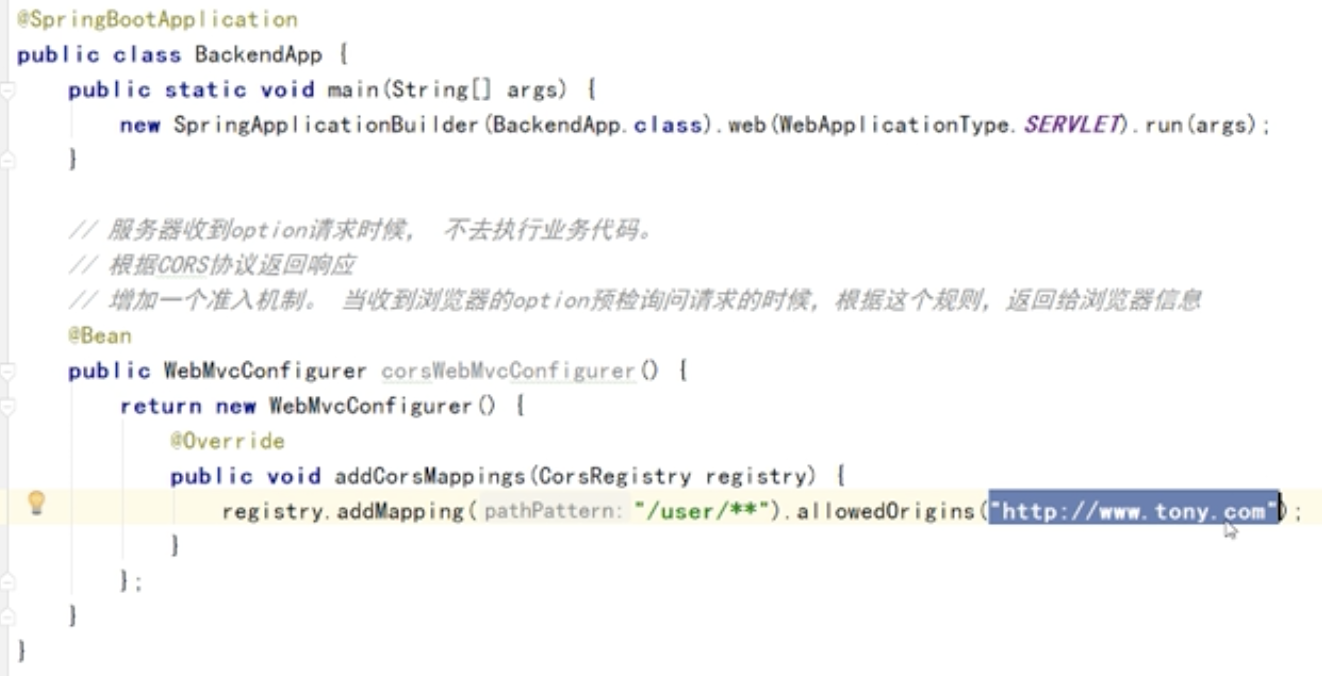 @SpringBootApplication
public class BackendApp {
    public static void main(String[] args) {
        new SpringApplicationBuilder(BackendApp.class).web(WebApplicationType.SERVLET).run(args);
    }
    // 服务器收到option请求时候， 不去执行业务代码。
    // 根据CORS协议返回响应
    // 增加一个准入机制。 当收到浏览器的option预检询问请求的时候，根据这个规则，返回给浏览器信息
    @Bean
    public WebMvcConfigurer corsWebMvcConfigurer() {
        return new WebMvcConfigurer() {
            @Override
            public void addCorsMappings(CorsRegistry registry) {
                registry.addMapping( pathPattern: "/user/**").allowedOrigins("http://www.tony.com");
            }
        };
    }
}